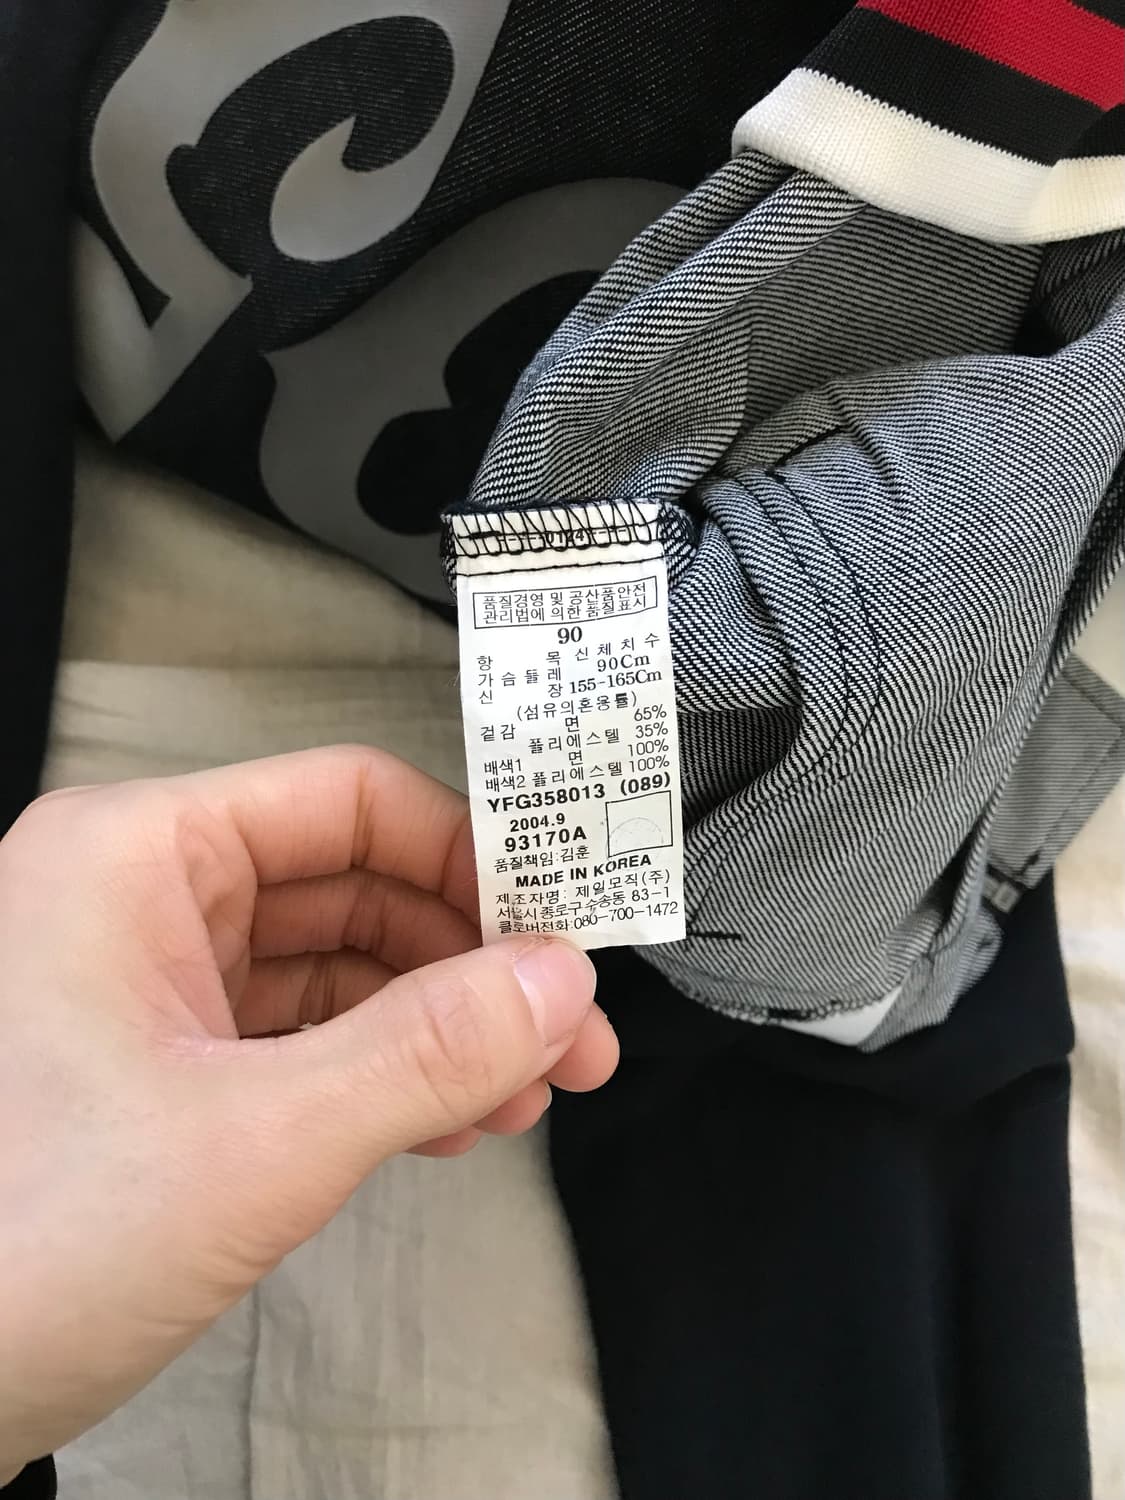 품질경영 및 공산품안전
관리법에 의한 품질표시
90
항 목 신 체 치 수
가 슴 둘 레 90Cm
신 장 155-165Cm
(섬유의혼용률)
겉감 면 65%
폴리에스텔 35%
배색1 면 100%
배색2 폴리에스텔 100%
YFG358013 (089)
2004.9
93170A
품질책임:김훈
MADE IN KOREA
제조자명: 제일모직(주)
서울시종로구수송동 83-1
클로버전화:080-700-1472